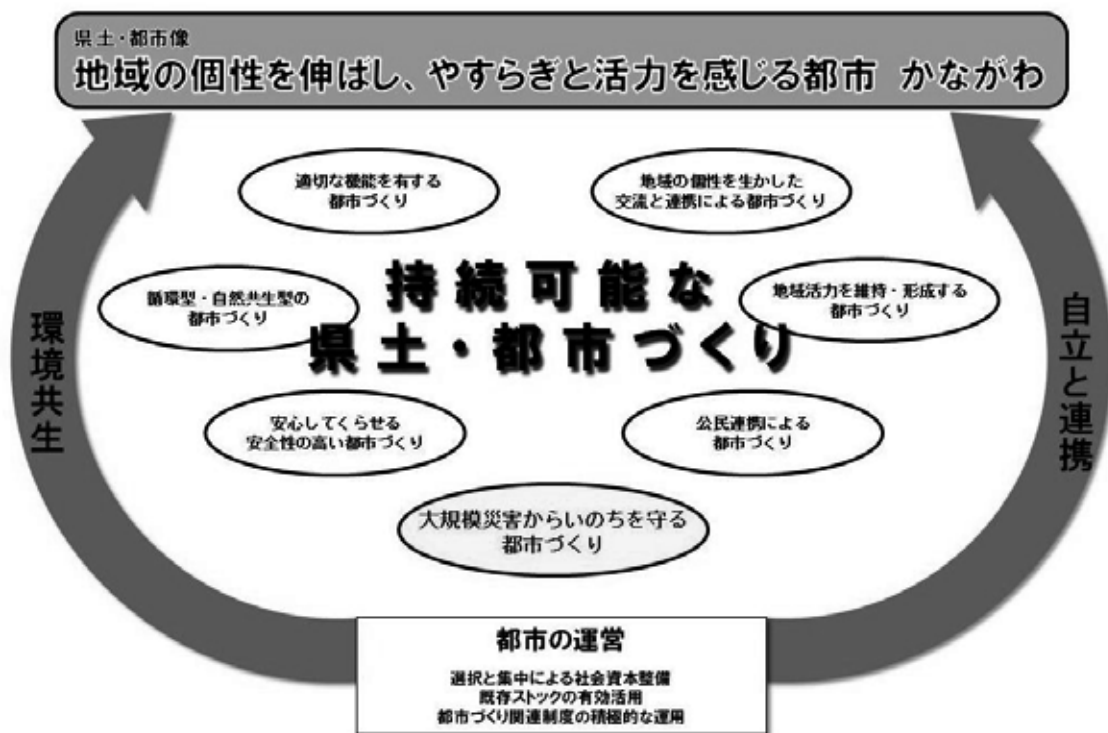 県土・都市像
地域の個性を伸ばし、やすらぎと活力を感じる都市 かながわ
適切な機能を有する
都市づくり
地域の個性を生かした
交流と連携による都市づくり
持続可能な
県土・都市づくり
循環型・自然共生型の
都市づくり
地域活力を維持・形成する
都市づくり
環境共生
自立と連携
安心してくらせる
安全性の高い都市づくり
公民連携による
都市づくり
大規模災害からいのちを守る
都市づくり
都市の運営
選択と集中による社会資本整備
既存ストックの有効活用
都市づくり関連制度の積極的な運用